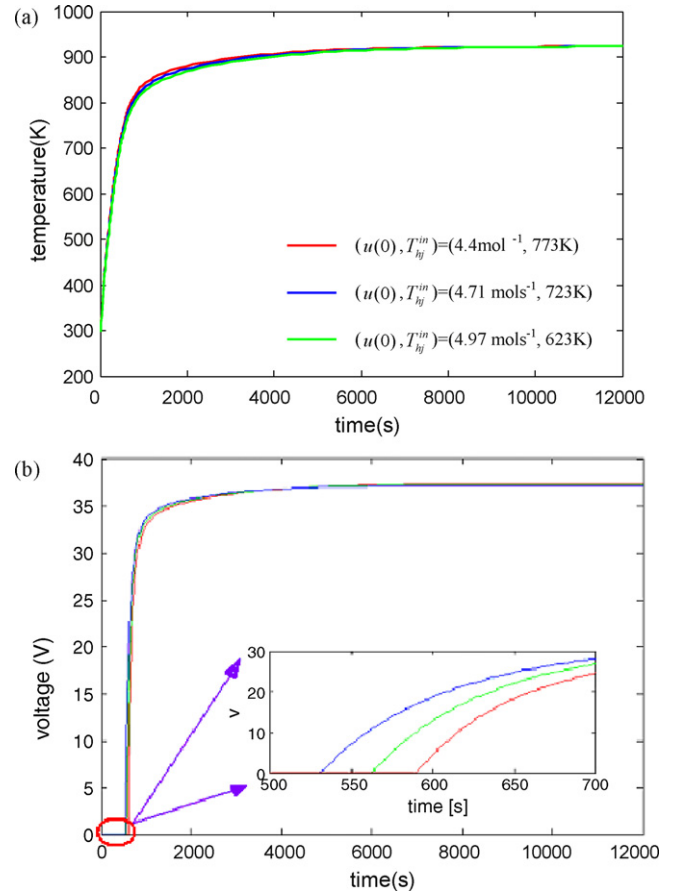 (a)
1000
900
800
700
600
500
400
300
200
temperature(K)
(u(0), T_hj^in)=(4.4mol ⁻¹, 773K)
(u(0), T_hj^in)=(4.71 mols⁻¹, 723K)
(u(0), T_hj^in)=(4.97 mols⁻¹, 623K)
0 2000 4000 6000 8000 10000 12000
time(s)
(b)
40
35
30
25
20
15
10
5
0
voltage (V)
30
20
10
0
v
500 550 600 650 700
time [s]
0 2000 4000 6000 8000 10000 12000
time(s)